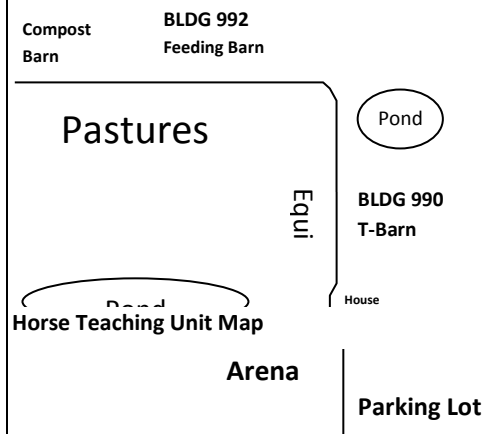 Compost
Barn
BLDG 992
Feeding Barn
Pastures
Pond
Equi
BLDG 990
T-Barn
House
Pond
Horse Teaching Unit Map
Arena
Parking Lot